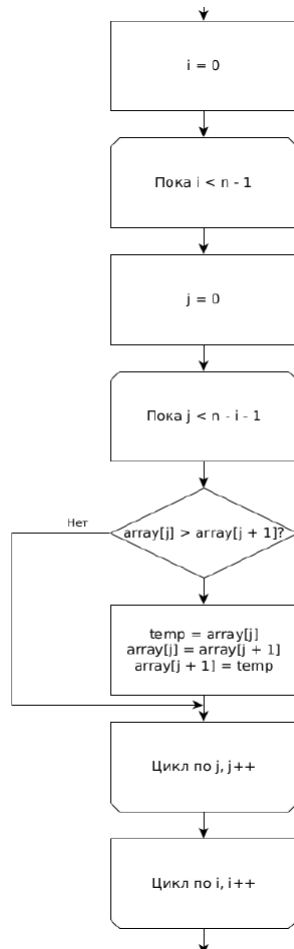 i = 0
Пока i < n - 1
j = 0
Пока j < n - i - 1
Нет
array[j] > array[j + 1]?
temp = array[j]
array[j] = array[j + 1]
array[j + 1] = temp
Цикл по j, j++
Цикл по i, i++